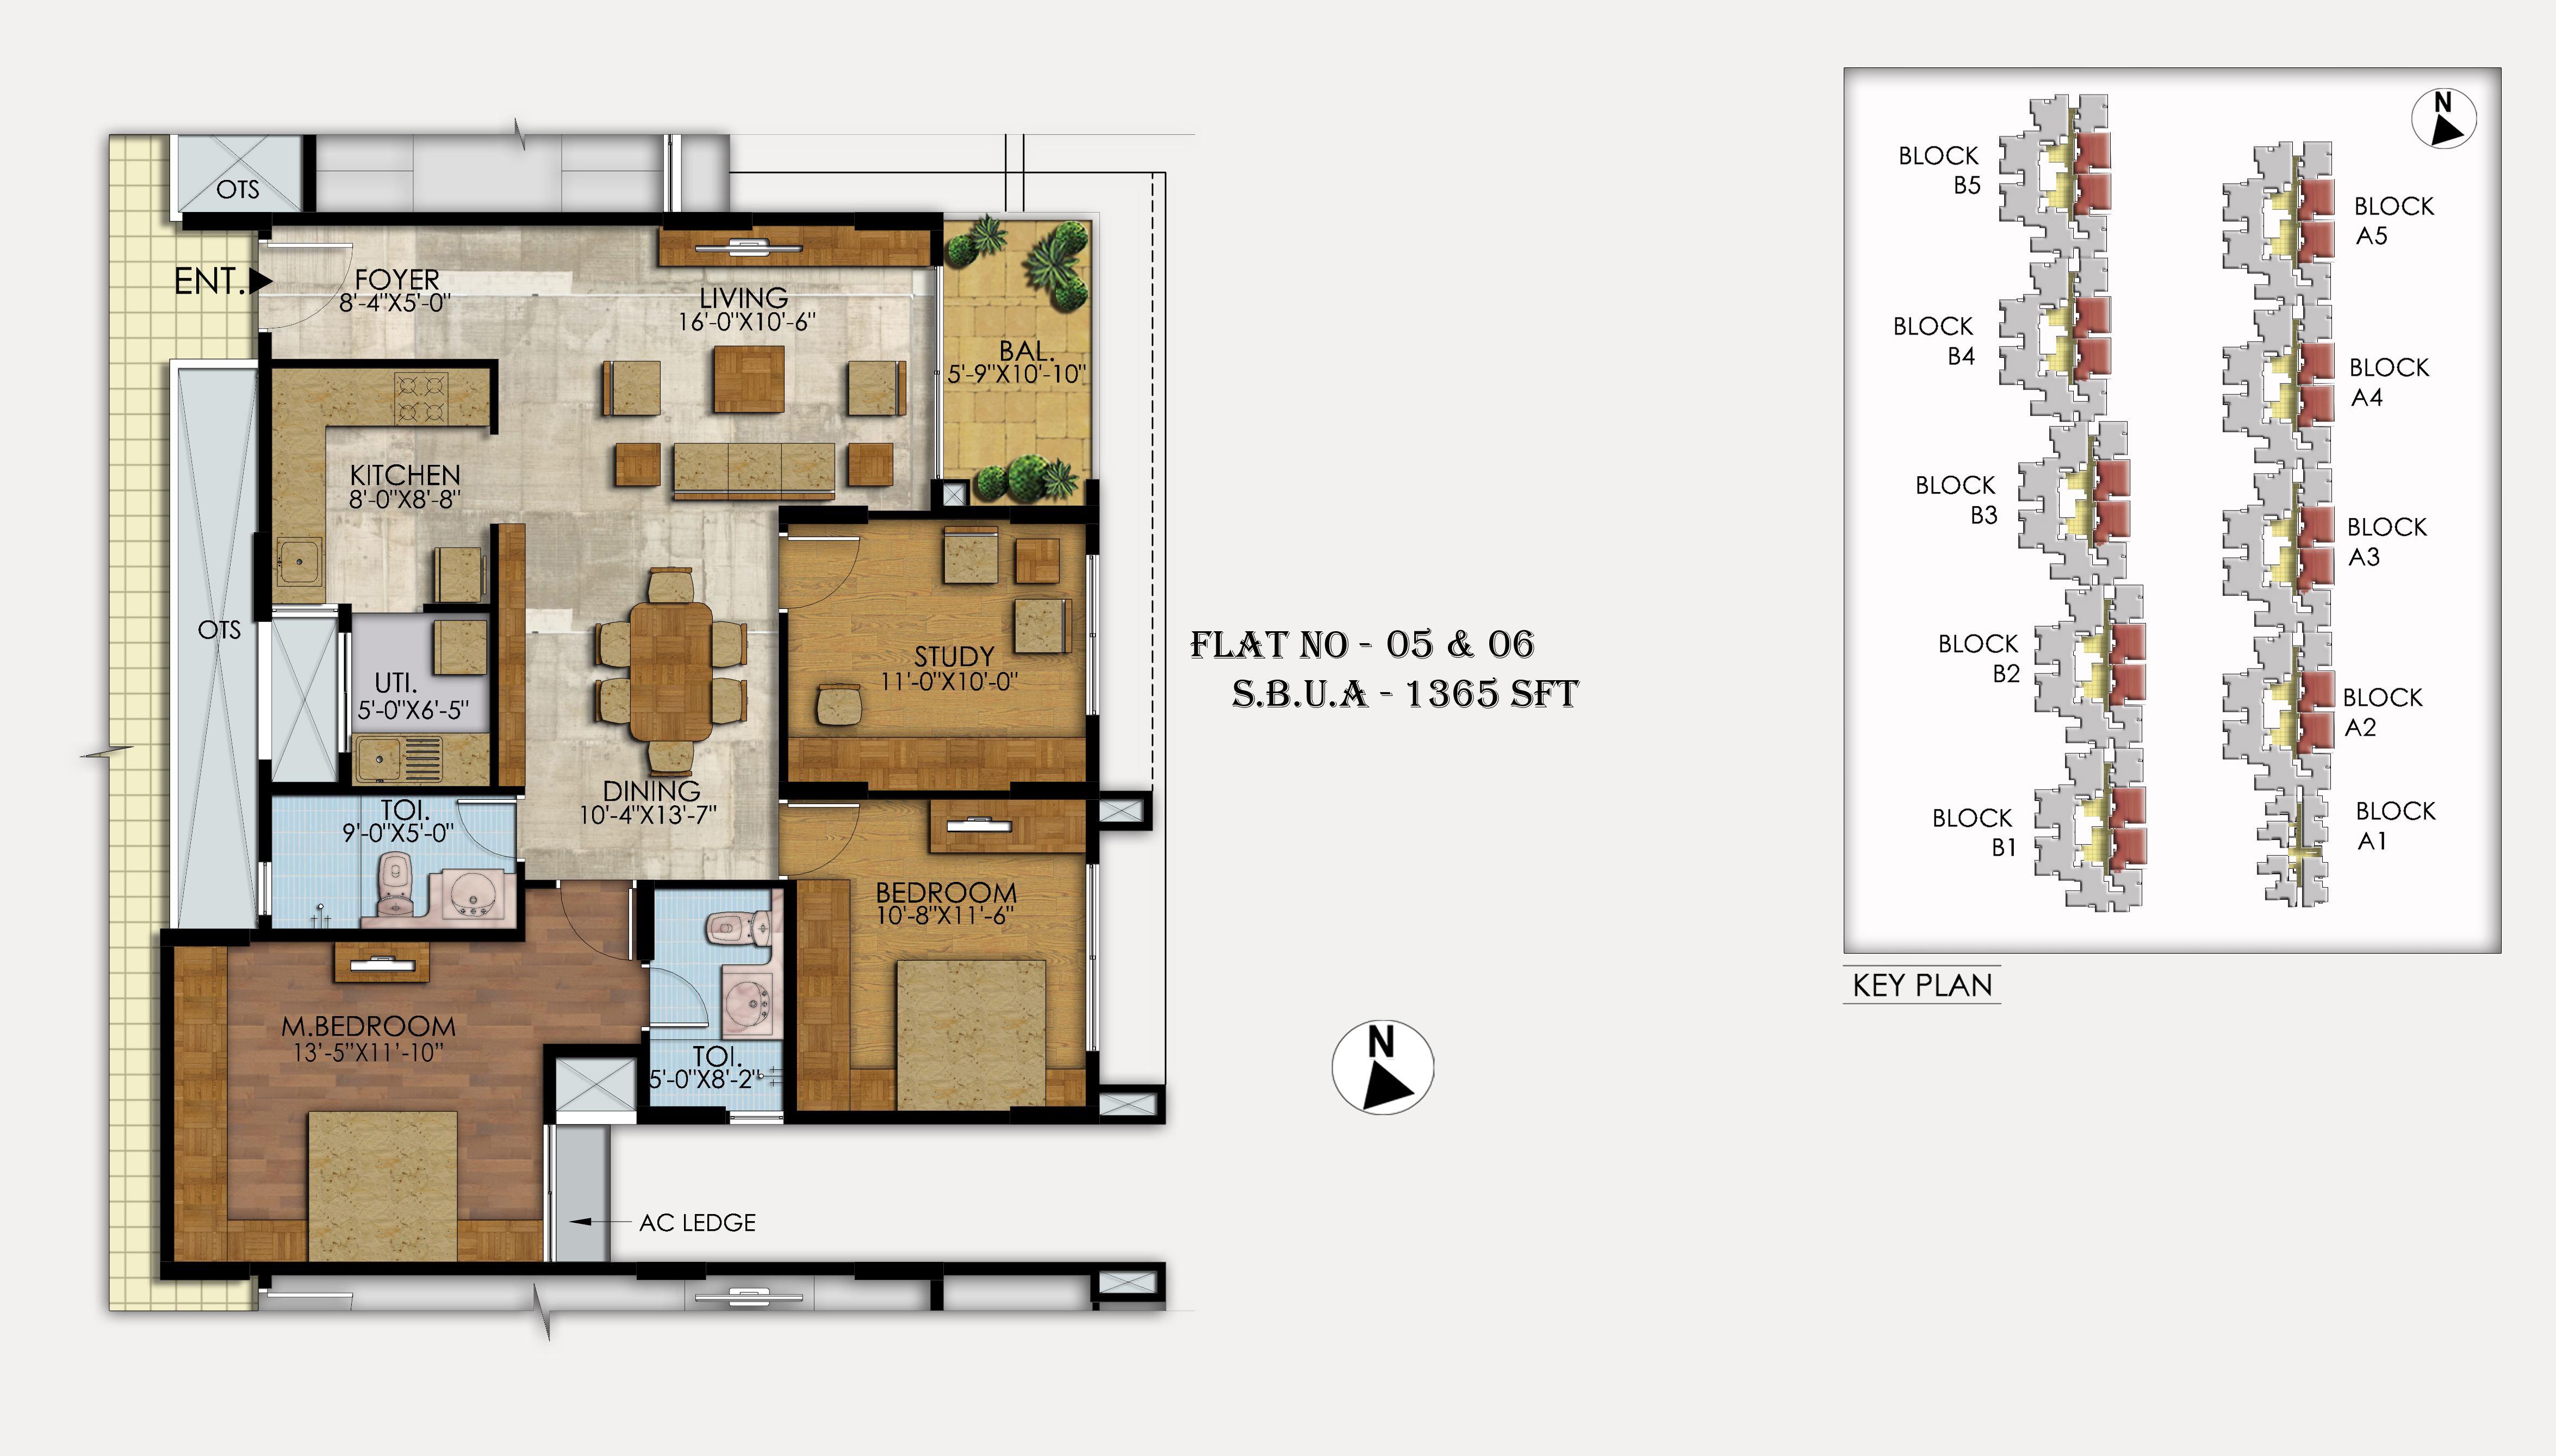 OTS
ENT.
FOYER
8'-4"X5'-0"
LIVING
16'-0"X10'-6"
BAL.
5'-9"X10'-10"
KITCHEN
8'-0"X8'-8"
OTS
UTI.
5'-0"X6'-5"
STUDY
11'-0"X10'-0"
DINING
10'-4"X13'-7"
TOI.
9'-0"X5'-0"
BEDROOM
10'-8"X11'-6"
M.BEDROOM
13'-5"X11'-10"
TOI.
5'-0"X8'-2"
AC LEDGE
FLAT NO - 05 & 06
S.B.U.A - 1365 SFT
N
N
BLOCK
B5
BLOCK
A5
BLOCK
B4
BLOCK
A4
BLOCK
B3
BLOCK
A3
BLOCK
B2
BLOCK
A2
BLOCK
B1
BLOCK
A1
KEY PLAN